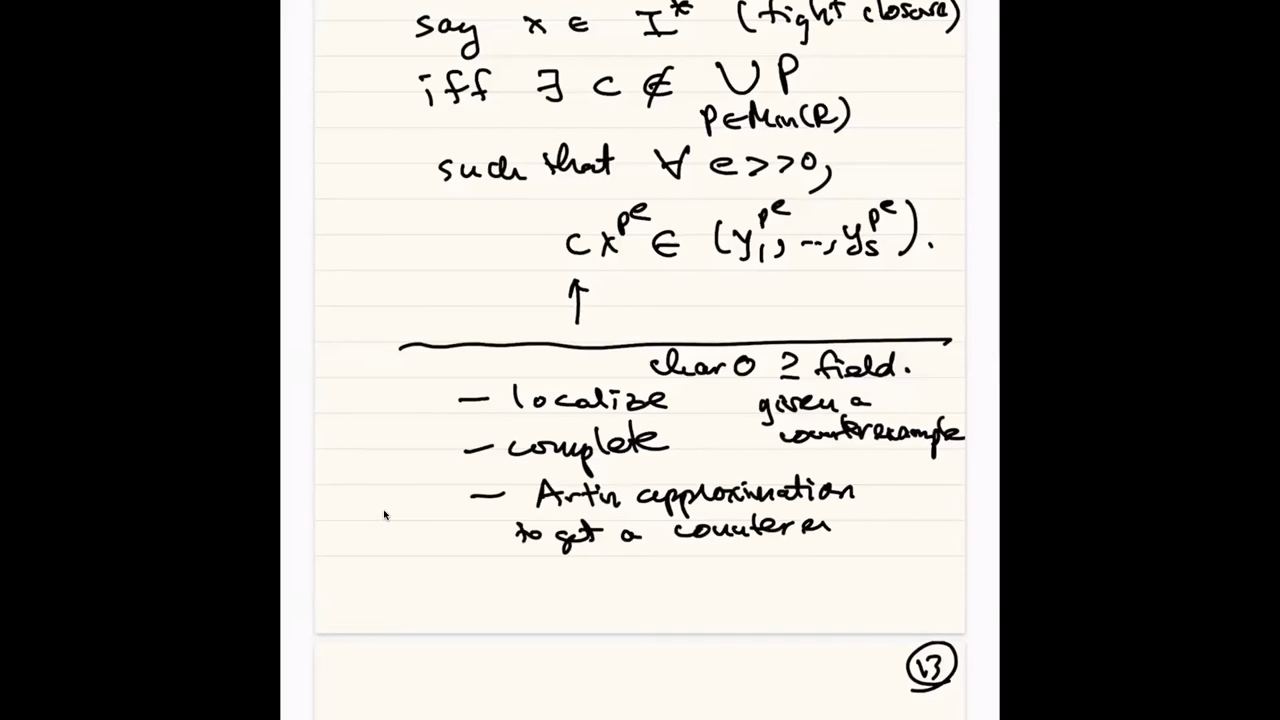 say x ∈ I* (tight closure)
iff ∃ c ∉ ∪ P
P∈Min(R)
such that ∀ e>>0,
c x^{p^e} ∈ (y_1^{p^e}, --, y_s^{p^e}).
↑
char 0 ⊇ field.
— localize given a
— complete counterexample
— Artin approximation
to get a counterex
13